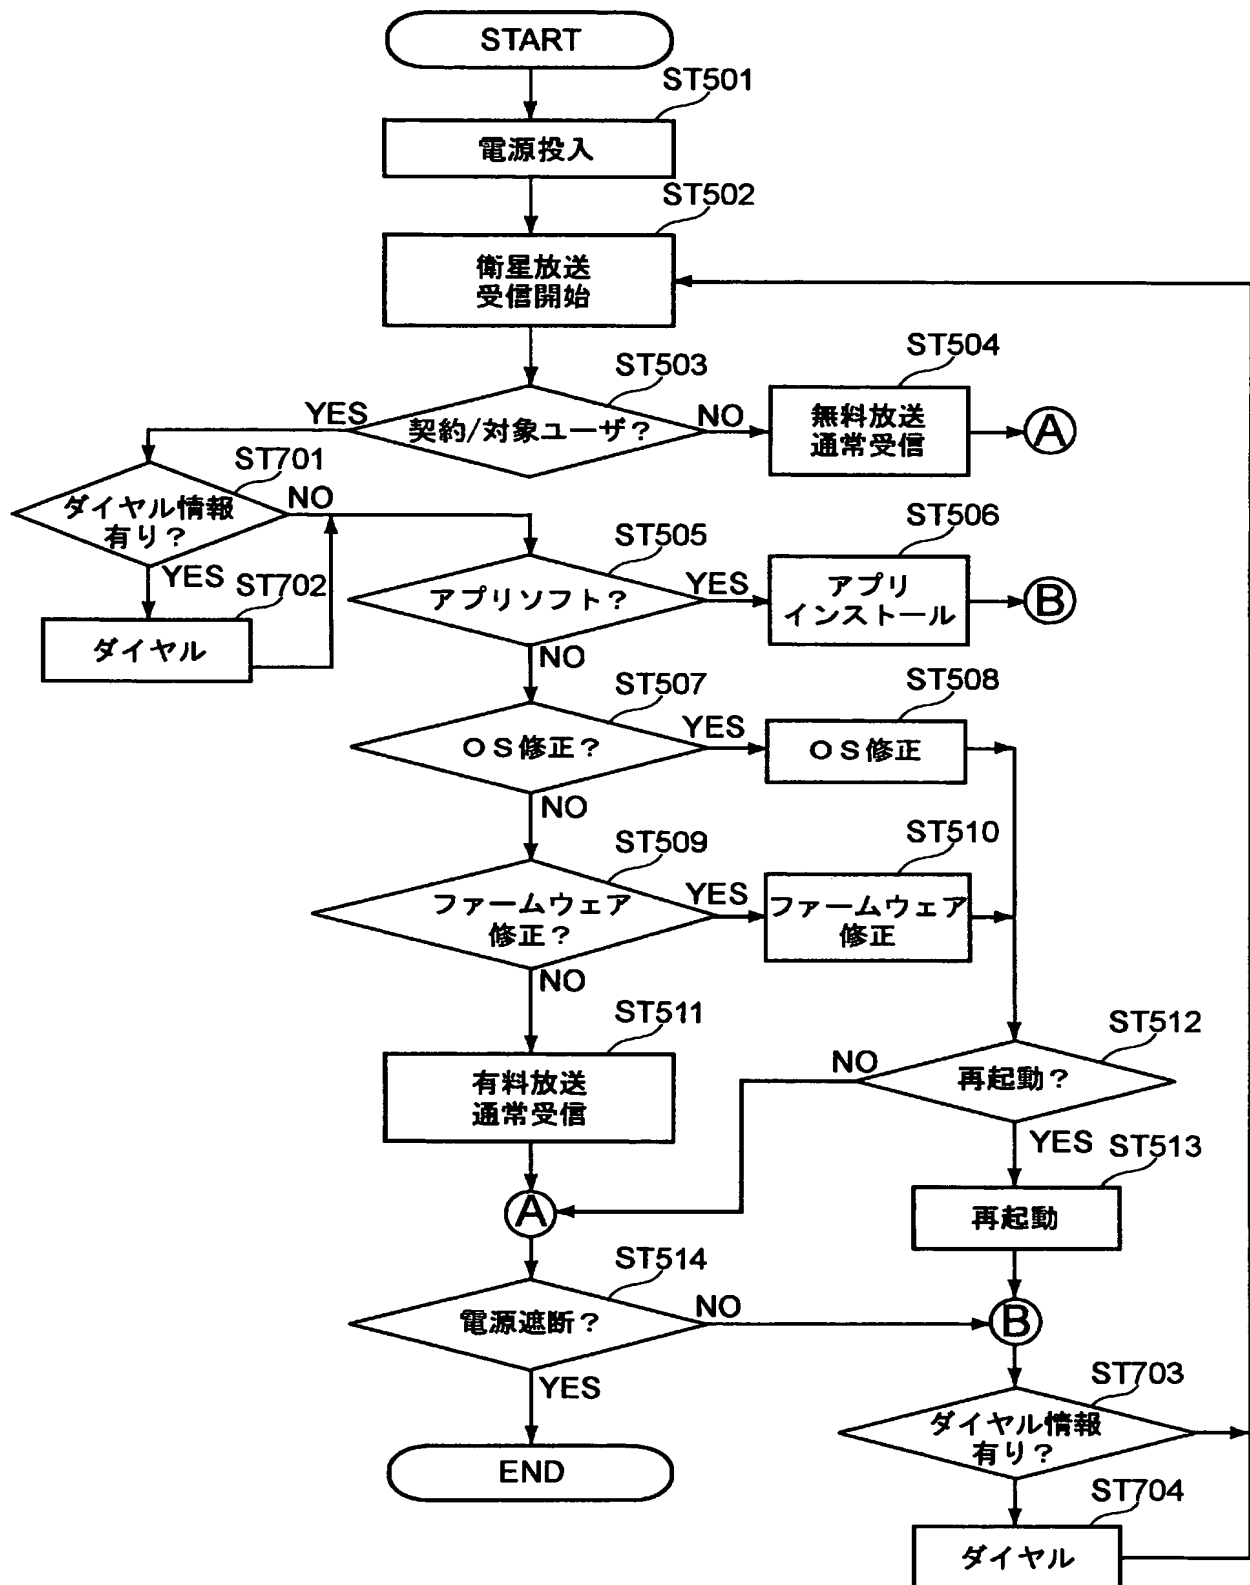 START
ST501
電源投入
ST502
衛星放送
受信開始
ST503
契約/対象ユーザ?
YES
NO
ST504
無料放送
通常受信
A
ST701
ダイヤル情報
有り?
NO
YES
ST702
ダイヤル
ST505
アプリソフト?
YES
NO
ST506
アプリ
インストール
B
ST507
OS修正?
YES
NO
ST508
OS修正
ST509
ファームウェア
修正?
YES
NO
ST510
ファームウェア
修正
ST511
有料放送
通常受信
ST512
再起動?
NO
YES
ST513
再起動
A
B
ST514
電源遮断?
NO
YES
END
ST703
ダイヤル情報
有り?
ST704
ダイヤル